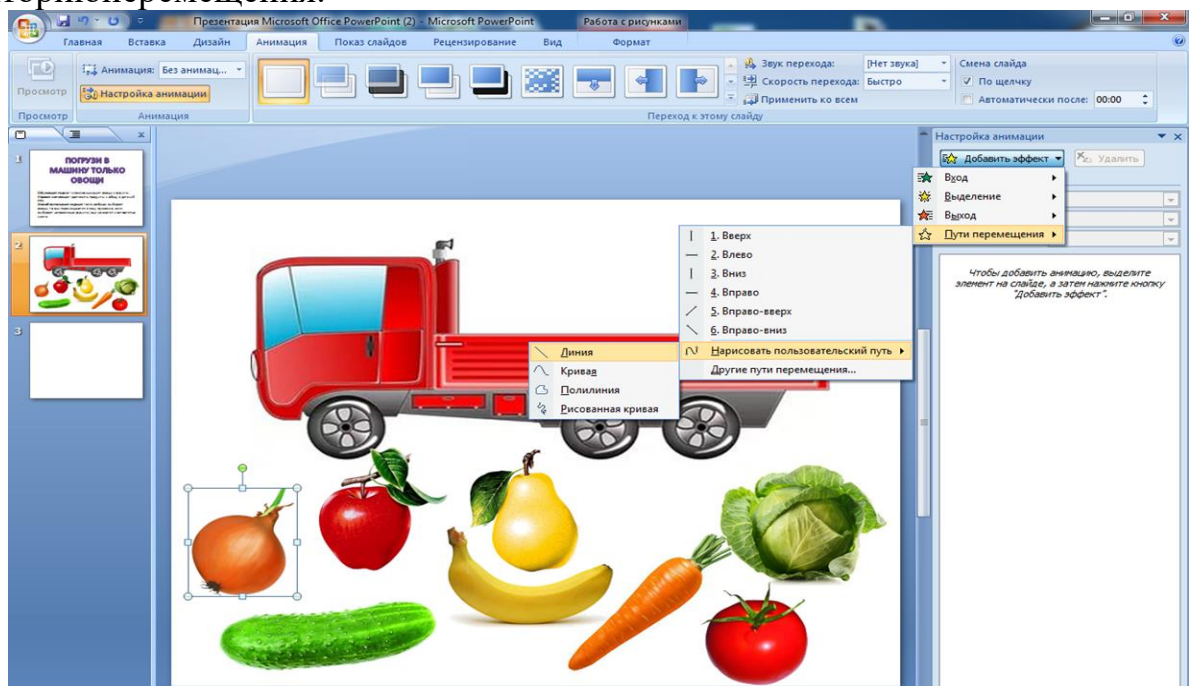 ториюперемещения.
Презентация Microsoft Office PowerPoint (2) - Microsoft PowerPoint
Работа с рисунками
Главная Вставка Дизайн Анимация Показ слайдов Рецензирование Вид Формат
Просмотр
Анимация: Без анимац...
Настройка анимации
Звук перехода: [Нет звука]
Скорость перехода: Быстро
Применить ко всем
Смена слайда
По щелчку
Автоматически после: 00:00
Просмотр Анимация Переход к этому слайду
1
ПОГРУЗИ В
МАШИНУ ТОЛЬКО
ОВОЩИ
2
3
Настройка анимации
Добавить эффект
Удалить
Вход
Выделение
Выход
Пути перемещения
Чтобы добавить анимацию, выделите
элемент на слайде, а затем нажмите кнопку
"Добавить эффект".
1. Вверх
2. Влево
3. Вниз
4. Вправо
5. Вправо-вверх
6. Вправо-вниз
Нарисовать пользовательский путь
Другие пути перемещения...
Линия
Кривая
Полилиния
Рисованная кривая